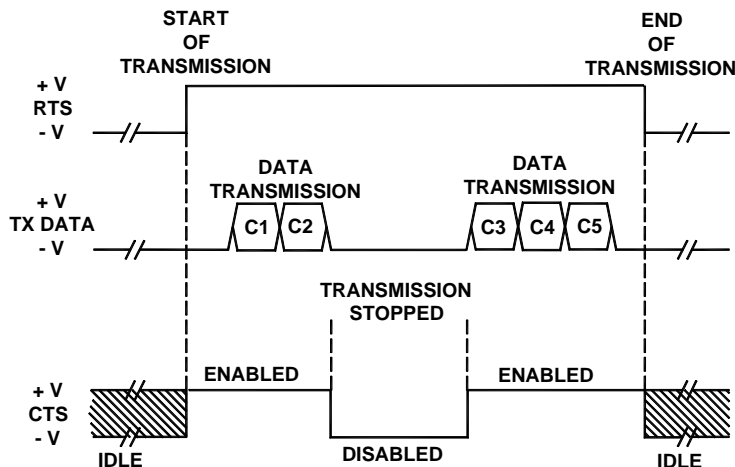 START
OF
TRANSMISSION
END
OF
TRANSMISSION
+ V
RTS
- V
DATA
TRANSMISSION
DATA
TRANSMISSION
+ V
TX DATA
- V
C1 C2 C3 C4 C5
TRANSMISSION
STOPPED
+ V
CTS
- V
ENABLED ENABLED
IDLE DISABLED IDLE